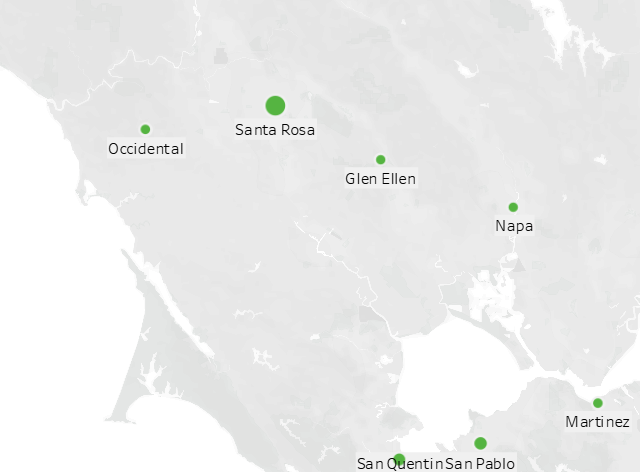 Santa Rosa
Occidental
Glen Ellen
Napa
Martinez
San Quentin
San Pablo